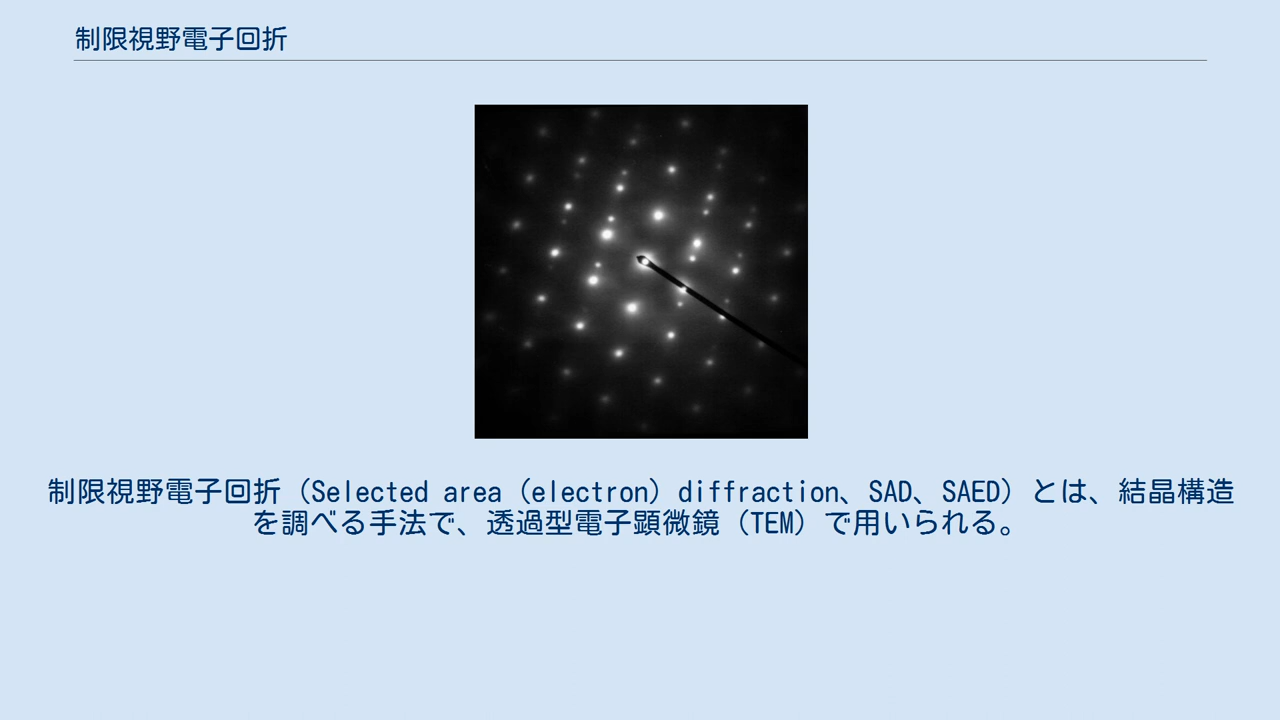 制限視野電子回折
制限視野電子回折（Selected area (electron) diffraction、SAD、SAED）とは、結晶構造
を調べる手法で、透過型電子顕微鏡（TEM）で用いられる。